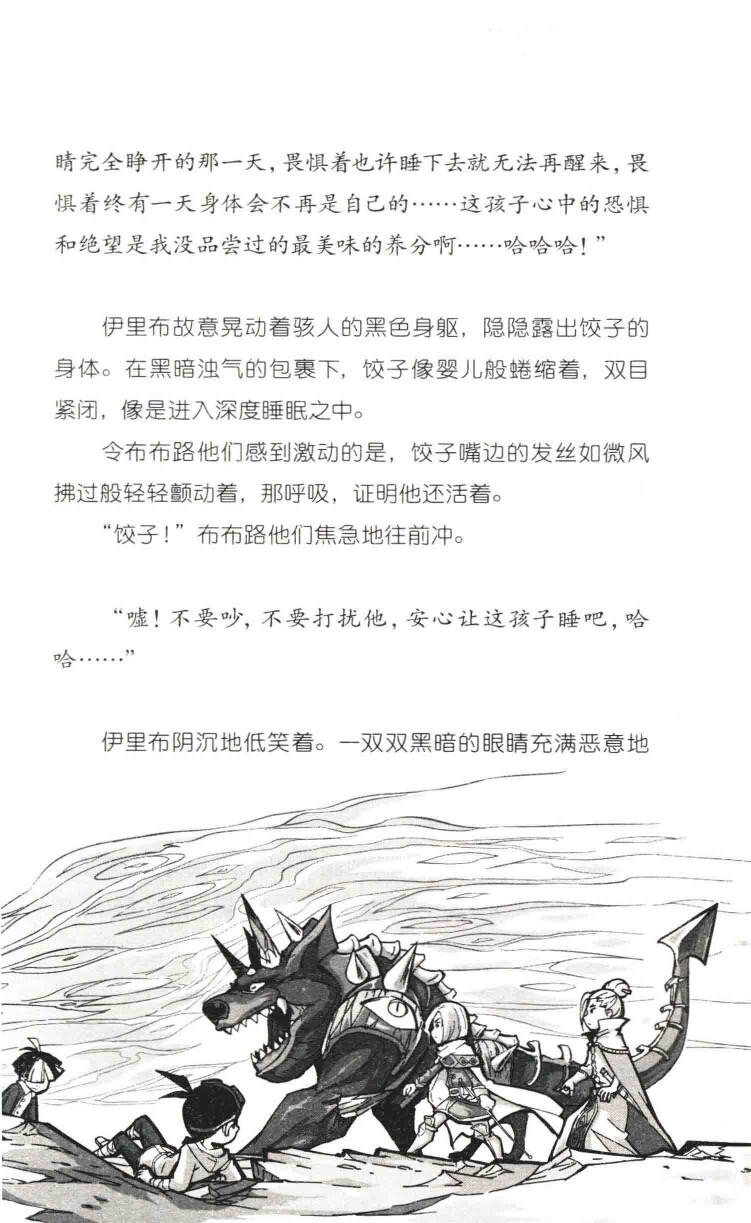 睛完全睁开的那一天，畏惧着也许睡下去就无法再醒来，畏
惧着终有一天身体会不再是自己的……这孩子心中的恐惧
和绝望是我没品尝过的最美味的养分啊……哈哈哈！”
伊里布故意晃动着骇人的黑色身躯，隐隐露出饺子的
身体。在黑暗浊气的包裹下，饺子像婴儿般蜷缩着，双目
紧闭，像是进入深度睡眠之中。
令布布路他们感到激动的是，饺子嘴边的发丝如微风
拂过般轻轻颤动着，那呼吸，证明他还活着。
“饺子！”布布路他们焦急地往前冲。
“嘘！不要吵，不要打扰他，安心让这孩子睡吧，哈
哈……”
伊里布阴沉地低笑着。一双双黑暗的眼睛充满恶意地